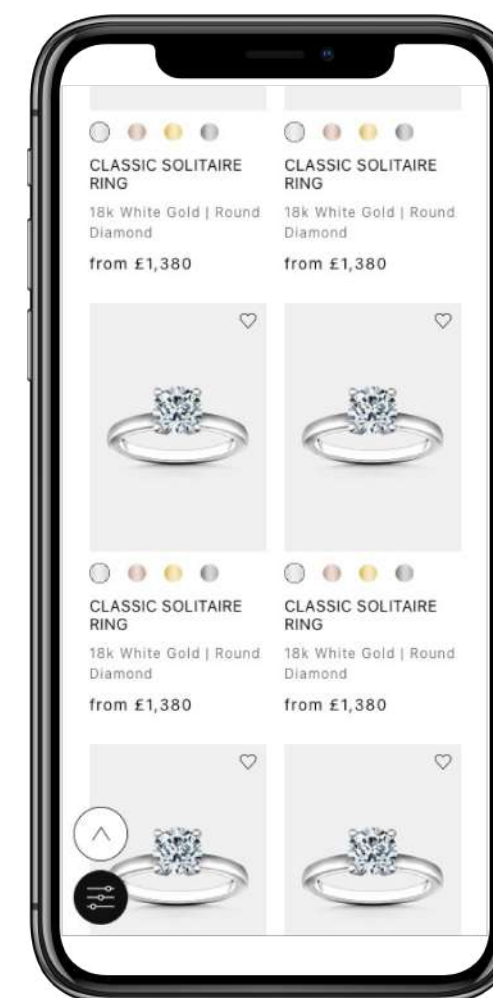 CLASSIC SOLITAIRE
RING
18k White Gold | Round
Diamond
from £1,380
CLASSIC SOLITAIRE
RING
18k White Gold | Round
Diamond
from £1,380
CLASSIC SOLITAIRE
RING
18k White Gold | Round
Diamond
from £1,380
CLASSIC SOLITAIRE
RING
18k White Gold | Round
Diamond
from £1,380